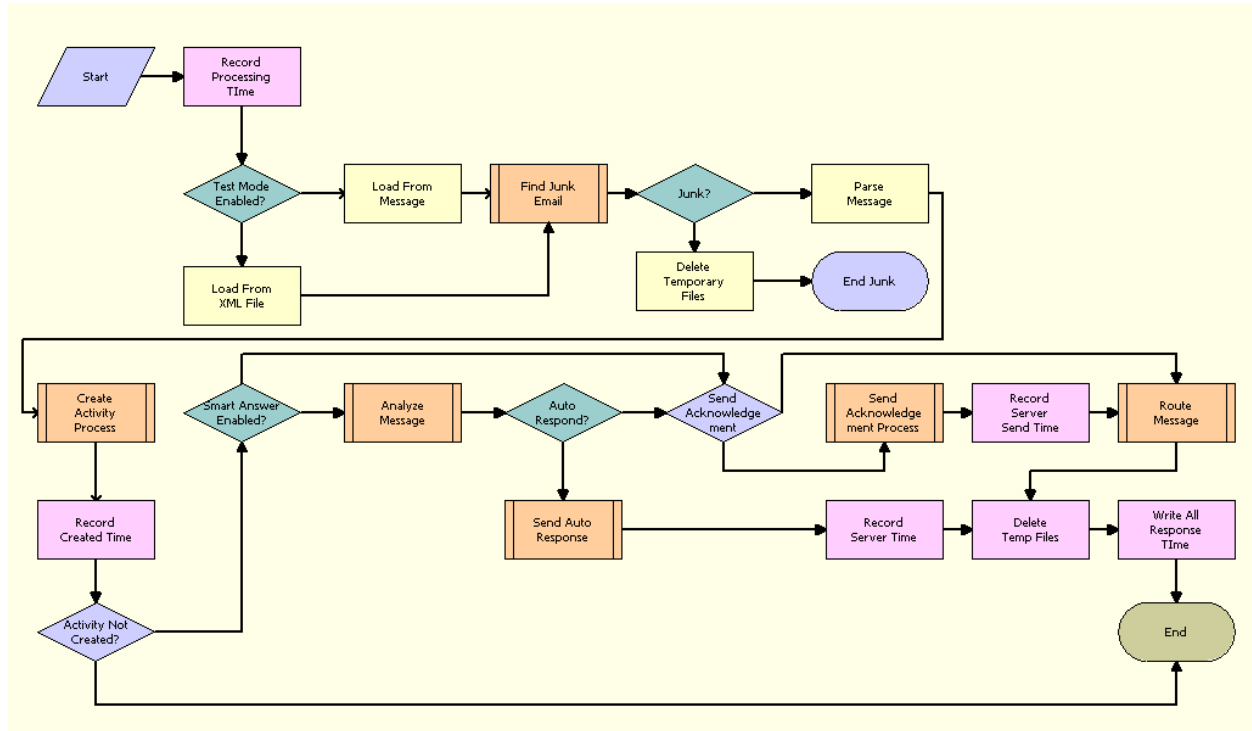 Start
Record
Processing
TIme
Test Mode
Enabled?
Load From
Message
Find Junk
Email
Junk?
Parse
Message
Load From
XML File
Delete
Temporary
Files
End Junk
Create
Activity
Process
Smart Answer
Enabled?
Analyze
Message
Auto
Respond?
Send
Acknowledge
ment
Send
Acknowledge
ment Process
Record
Server
Send Time
Route
Message
Record
Created Time
Send Auto
Response
Record
Server Time
Delete
Temp Files
Write All
Response
TIme
Activity Not
Created?
End